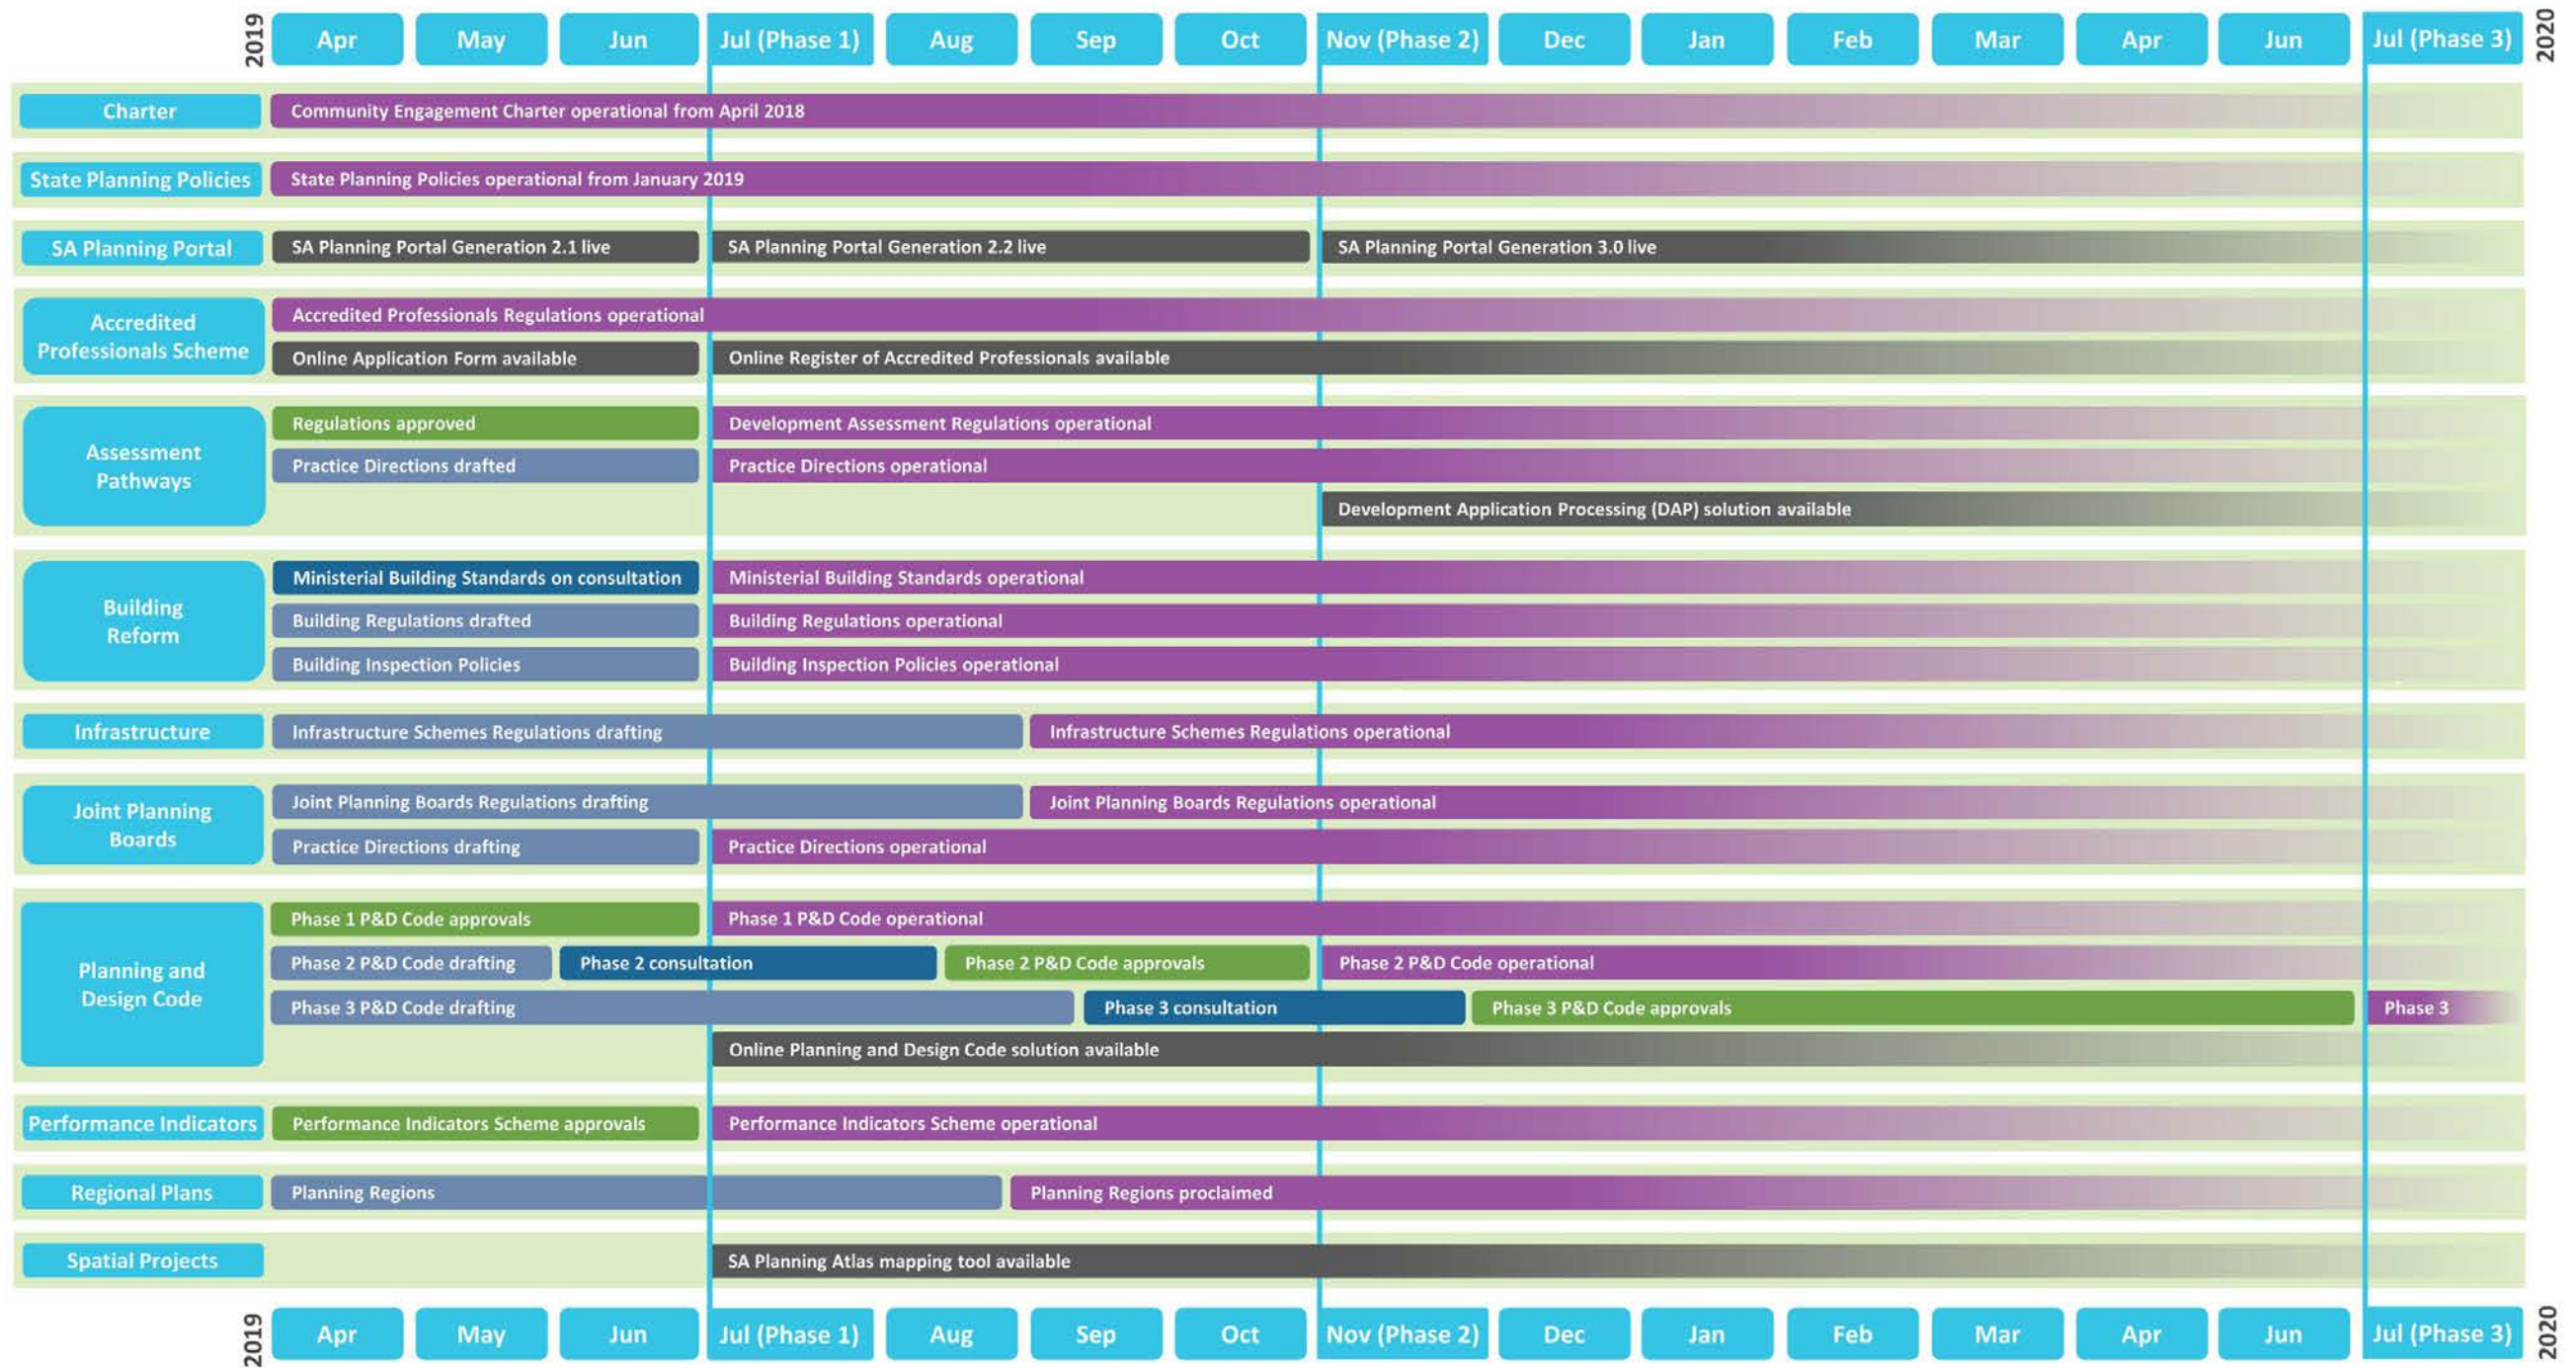 2019
Apr
May
Jun
Jul (Phase 1)
Aug
Sep
Oct
Nov (Phase 2)
Dec
Jan
Feb
Mar
Apr
Jun
Jul (Phase 3)
2020
Charter
Community Engagement Charter operational from April 2018
State Planning Policies
State Planning Policies operational from January 2019
SA Planning Portal
SA Planning Portal Generation 2.1 live
SA Planning Portal Generation 2.2 live
SA Planning Portal Generation 3.0 live
Accredited
Professionals Scheme
Accredited Professionals Regulations operational
Online Application Form available
Online Register of Accredited Professionals available
Assessment
Pathways
Regulations approved
Development Assessment Regulations operational
Practice Directions drafted
Practice Directions operational
Development Application Processing (DAP) solution available
Building
Reform
Ministerial Building Standards on consultation
Ministerial Building Standards operational
Building Regulations drafted
Building Regulations operational
Building Inspection Policies
Building Inspection Policies operational
Infrastructure
Infrastructure Schemes Regulations drafting
Infrastructure Schemes Regulations operational
Joint Planning
Boards
Joint Planning Boards Regulations drafting
Joint Planning Boards Regulations operational
Practice Directions drafting
Practice Directions operational
Planning and
Design Code
Phase 1 P&D Code approvals
Phase 1 P&D Code operational
Phase 2 P&D Code drafting
Phase 2 consultation
Phase 2 P&D Code approvals
Phase 2 P&D Code operational
Phase 3 P&D Code drafting
Phase 3 consultation
Phase 3 P&D Code approvals
Phase 3
Online Planning and Design Code solution available
Performance Indicators
Performance Indicators Scheme approvals
Performance Indicators Scheme operational
Regional Plans
Planning Regions
Planning Regions proclaimed
Spatial Projects
SA Planning Atlas mapping tool available
2019
Apr
May
Jun
Jul (Phase 1)
Aug
Sep
Oct
Nov (Phase 2)
Dec
Jan
Feb
Mar
Apr
Jun
Jul (Phase 3)
2020